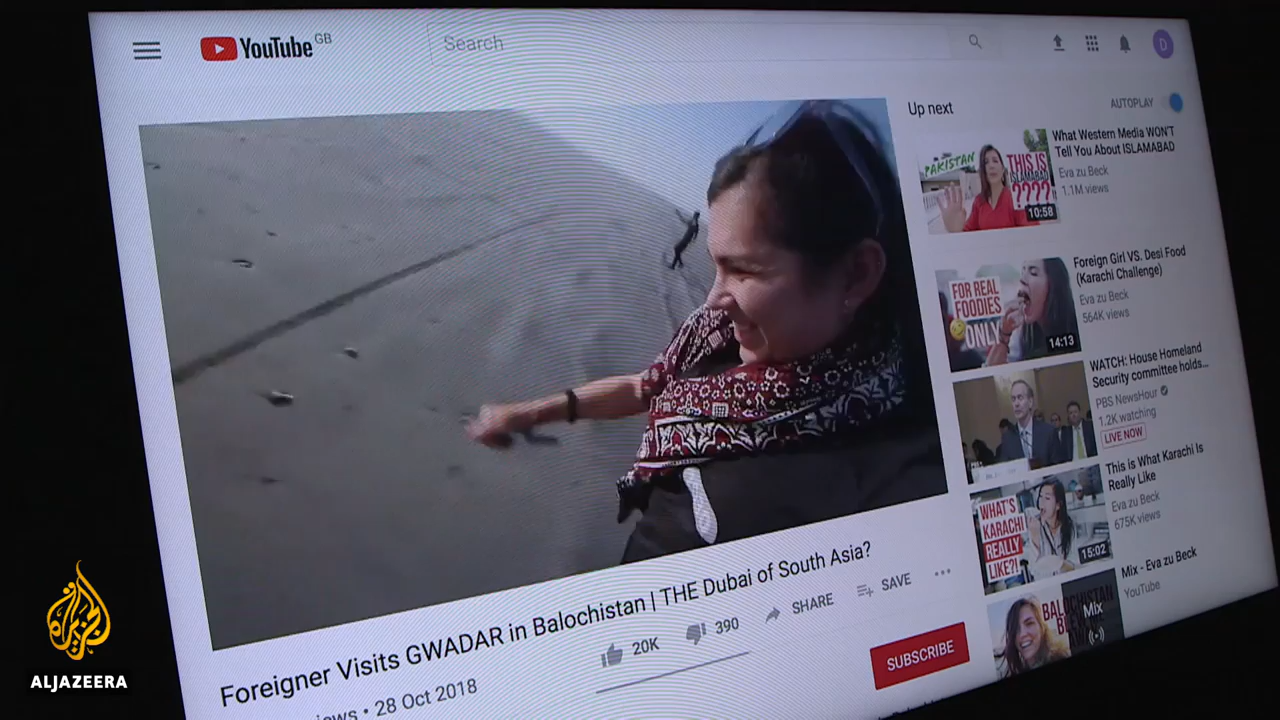 YouTube GB
Search
D
Up next
AUTOPLAY
PAKISTAN
THIS IS
ISLAMABAD
????
10:58
What Western Media WON'T
Tell You About ISLAMABAD
Eva zu Beck
1.1M views
FOR REAL
FOODIES
ONLY
14:13
Foreign Girl VS. Desi Food
(Karachi Challenge)
Eva zu Beck
564K views
WATCH: House Homeland
Security committee holds...
PBS NewsHour
1.2K watching
LIVE NOW
WHAT'S
KARACHI
REALLY
LIKE?!
15:02
This is What Karachi Is
Really Like
Eva zu Beck
675K views
BALOCHISTAN
Mix
Mix - Eva zu Beck
YouTube
Foreigner Visits GWADAR in Balochistan | THE Dubai of South Asia?
• 28 Oct 2018
20K
390
SHARE
SAVE
SUBSCRIBE
الجزيرة
ALJAZEERA